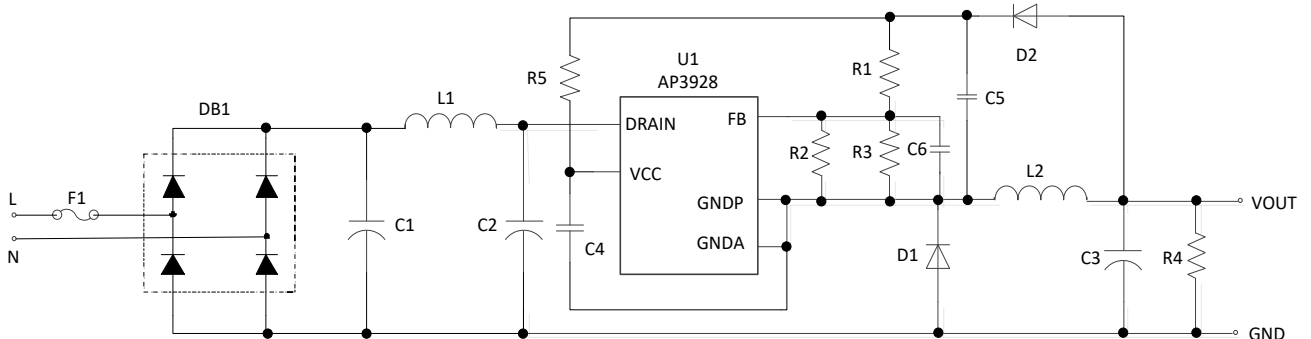 U1
AP3928
D2
R5
R1
C5
L1
DB1
DRAIN
FB
R2
R3
C6
VCC
L2
L
F1
GNDP
VOUT
C1
C2
N
C4
GNDA
D1
C3
R4
GND